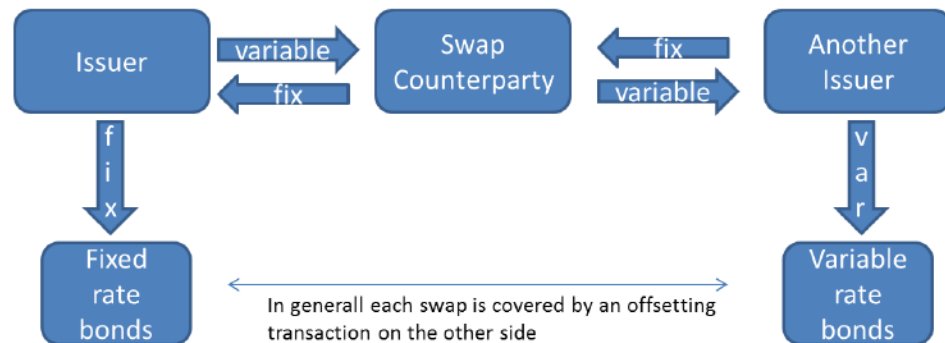 Issuer
variable
fix
Swap
Counterparty
fix
variable
Another
Issuer
f
i
x
v
a
r
Fixed
rate
bonds
In generall each swap is covered by an offsetting
transaction on the other side
Variable
rate
bonds